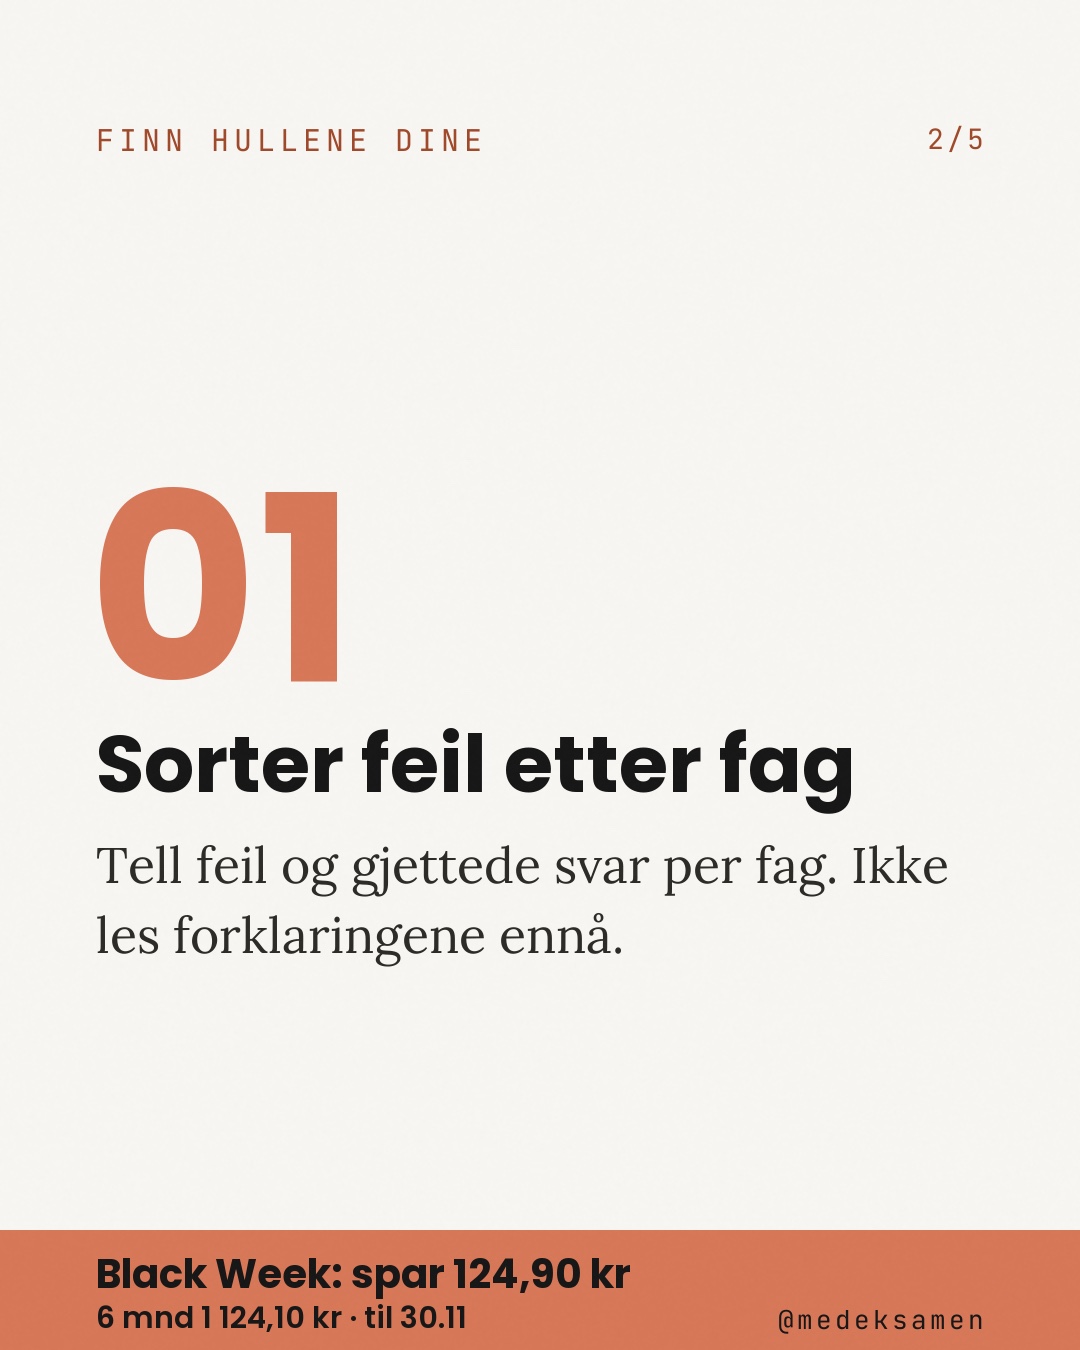 FINN HULLENE DINE
2/5
01
Sorter feil etter fag
Tell feil og gjettede svar per fag. Ikke
les forklaringene ennå.
Black Week: spar 124,90 kr
6 mnd 1 124,10 kr · til 30.11
@medeksamen